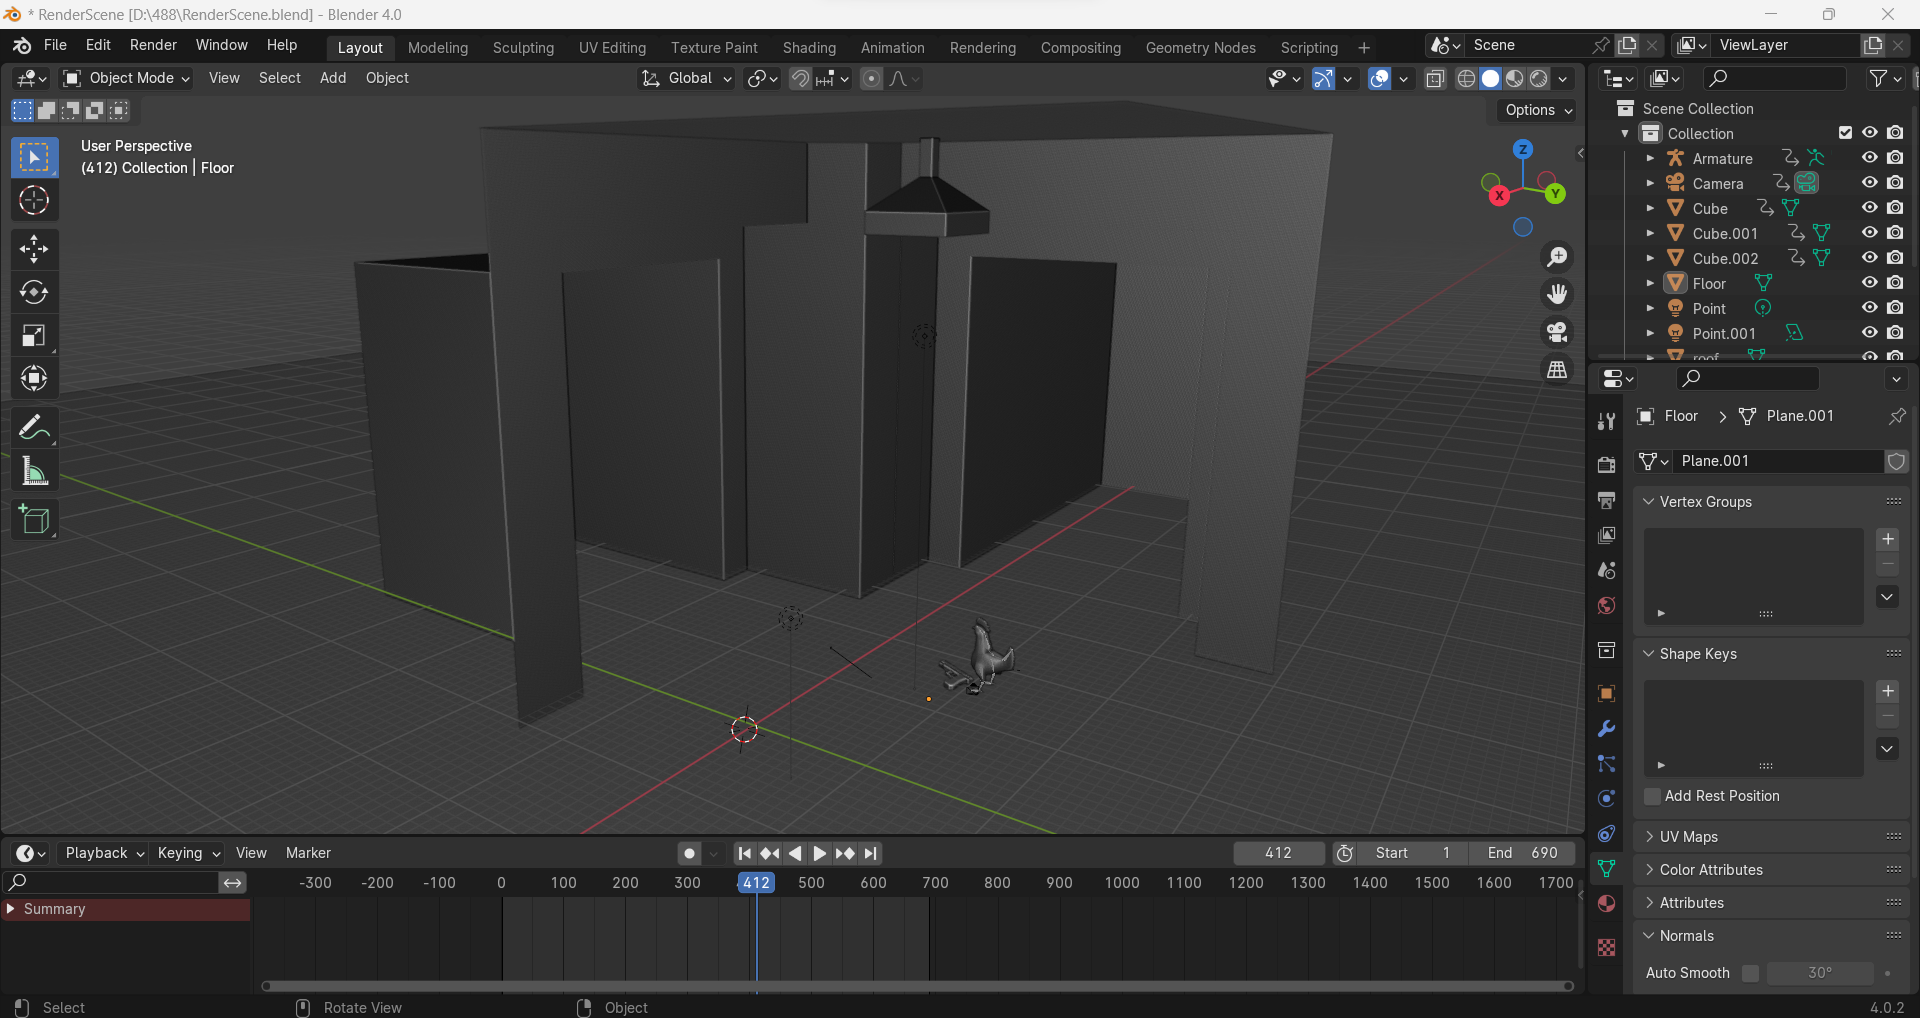 * RenderScene [D:\488\RenderScene.blend] - Blender 4.0
File Edit Render Window Help Layout Modeling Sculpting UV Editing Texture Paint Shading Animation Rendering Compositing Geometry Nodes Scripting + Scene ViewLayer
Object Mode View Select Add Object Global
Options
User Perspective
(412) Collection | Floor
Z
X
Y
Scene Collection
Collection
Armature
Camera
Cube
Cube.001
Cube.002
Floor
Point
Point.001
roof
Floor > Plane.001
Plane.001
Vertex Groups
Shape Keys
Add Rest Position
UV Maps
Color Attributes
Attributes
Normals
Auto Smooth 30°
Playback Keying View Marker 412 Start 1 End 690
-300 -200 -100 0 100 200 300 412 500 600 700 800 900 1000 1100 1200 1300 1400 1500 1600 1700
Summary
Select Rotate View Object 4.0.2